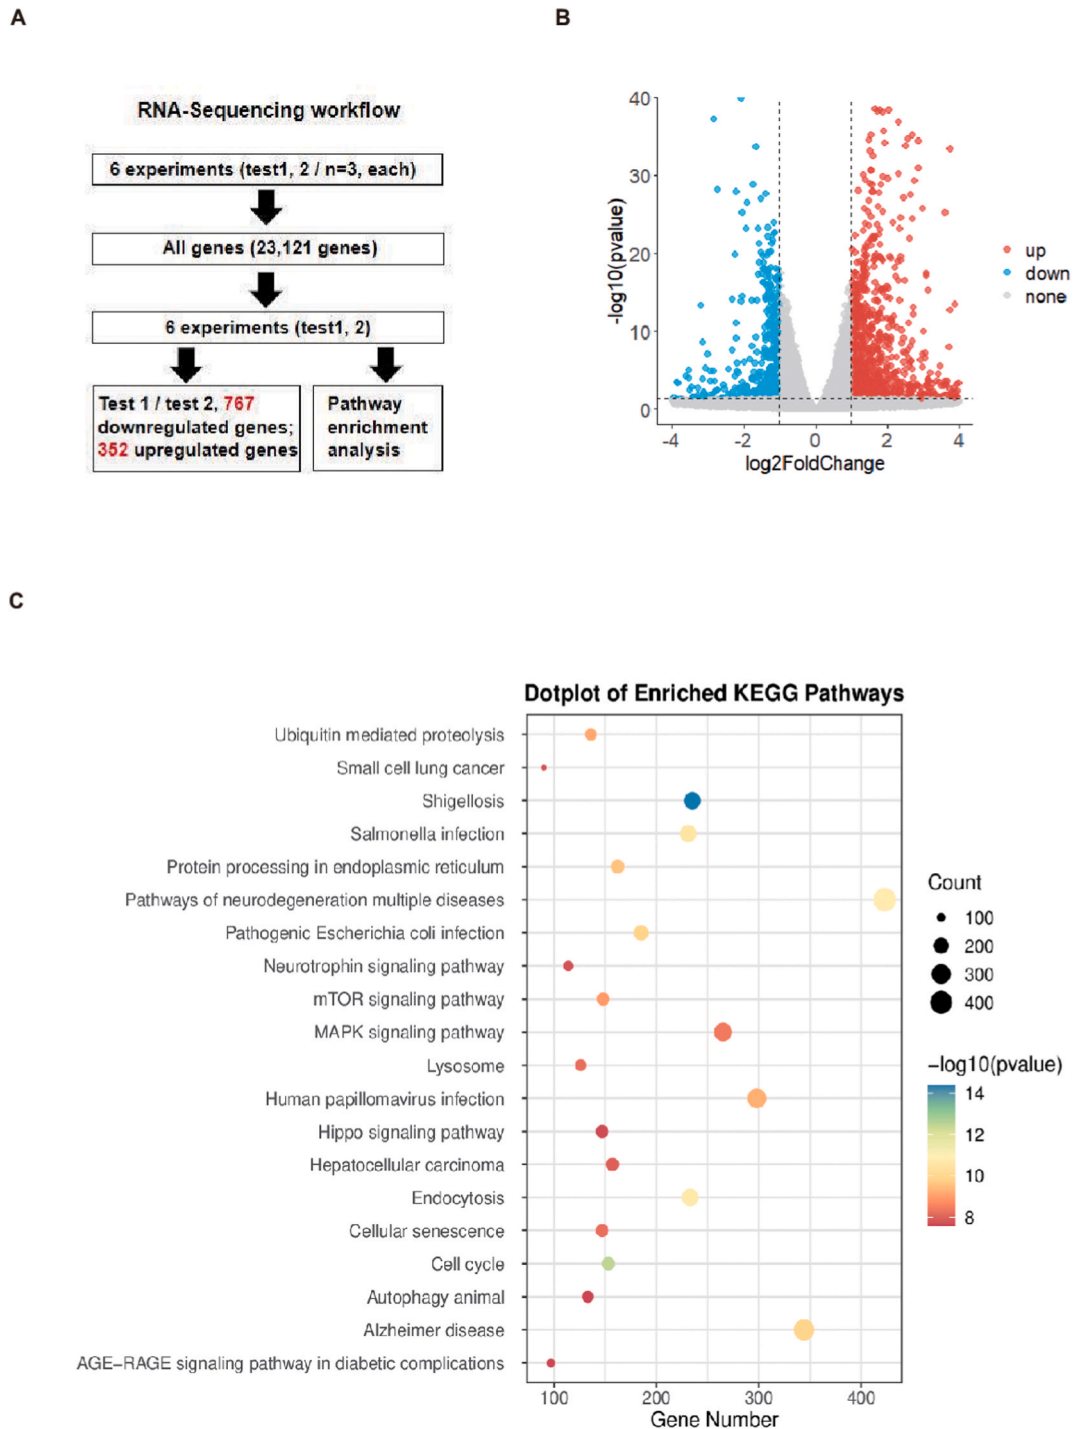 A
RNA-Sequencing workflow
6 experiments (test1, 2 / n=3, each)
All genes (23,121 genes)
6 experiments (test1, 2)
Test 1 / test 2, 767
downregulated genes;
352 upregulated genes
Pathway
enrichment
analysis
B
40
30
20
10
0
-log10(pvalue)
-4
-2
0
2
4
log2FoldChange
up
down
none
C
Dotplot of Enriched KEGG Pathways
Ubiquitin mediated proteolysis
Small cell lung cancer
Shigellosis
Salmonella infection
Protein processing in endoplasmic reticulum
Pathways of neurodegeneration multiple diseases
Pathogenic Escherichia coli infection
Neurotrophin signaling pathway
mTOR signaling pathway
MAPK signaling pathway
Lysosome
Human papillomavirus infection
Hippo signaling pathway
Hepatocellular carcinoma
Endocytosis
Cellular senescence
Cell cycle
Autophagy animal
Alzheimer disease
AGE−RAGE signaling pathway in diabetic complications
100
200
300
400
Gene Number
Count
100
200
300
400
−log10(pvalue)
14
12
10
8